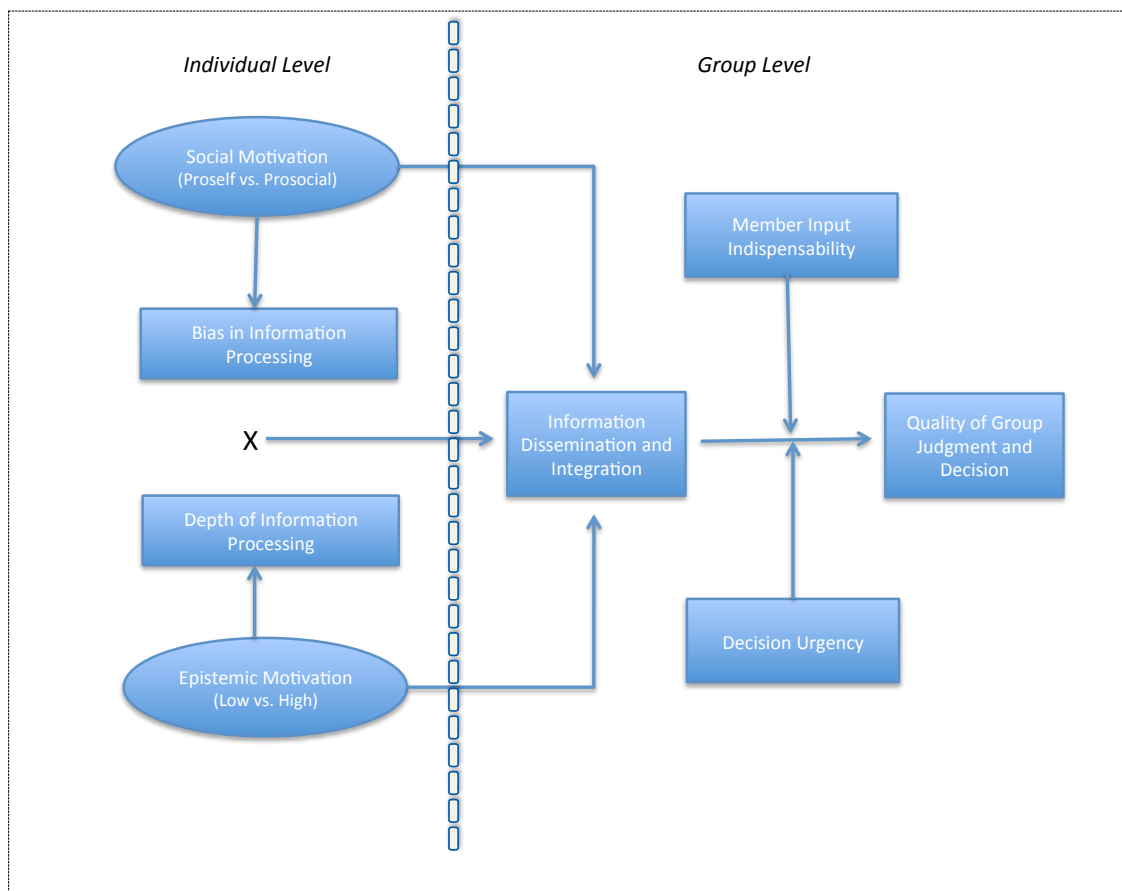 Individual Level
Group Level
Social Motivation
(Proself vs. Prosocial)
Member Input
Indispensability
Bias in Information
Processing
X
Information
Dissemination and
Integration
Quality of Group
Judgment and
Decision
Depth of Information
Processing
Decision Urgency
Epistemic Motivation
(Low vs. High)